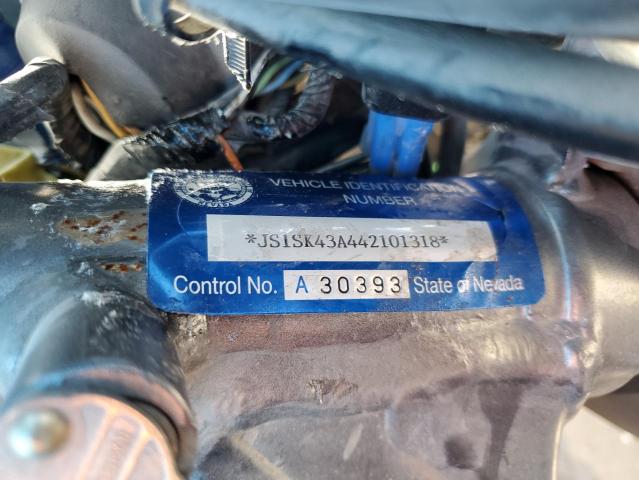 VEHICLE IDENTIFICATION
NUMBER
*JS1SK43A442101318*
Control No. A 30393 State of Nevada